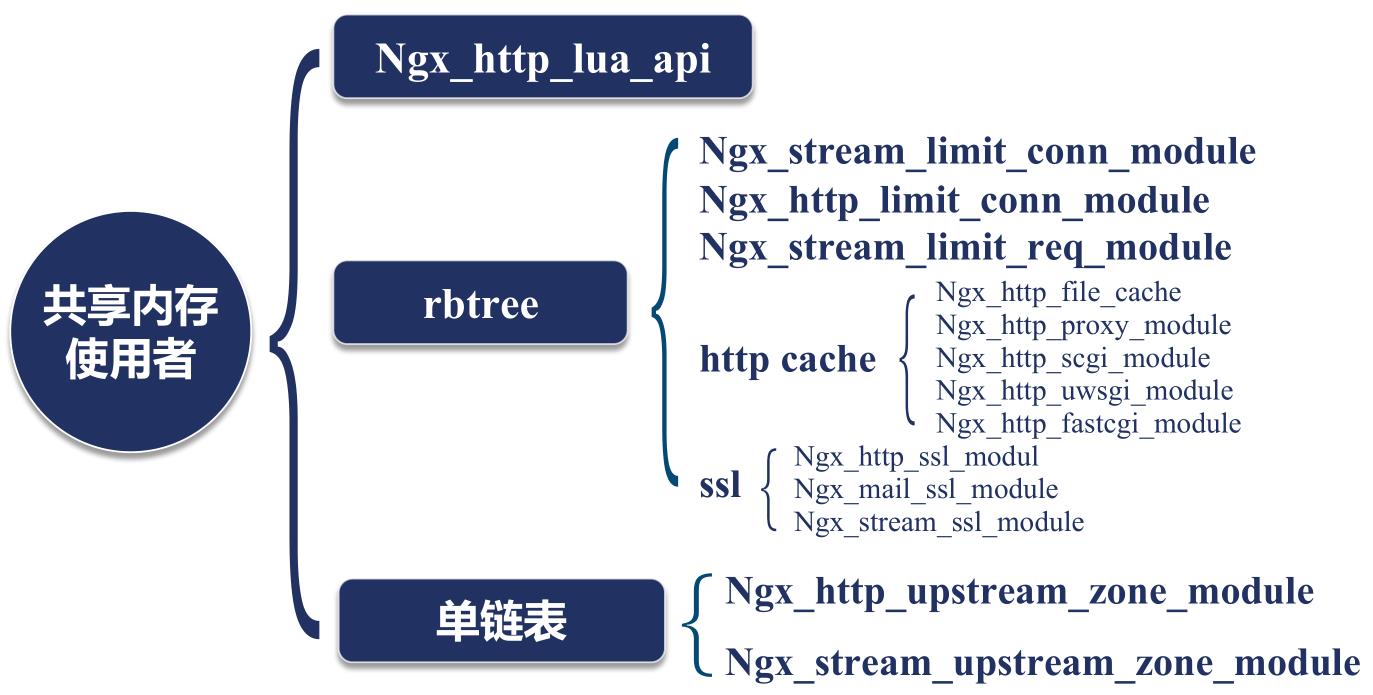 共享内存
使用者
Ngx_http_lua_api
rbtree
Ngx_stream_limit_conn_module
Ngx_http_limit_conn_module
Ngx_stream_limit_req_module
http cache
Ngx_http_file_cache
Ngx_http_proxy_module
Ngx_http_scgi_module
Ngx_http_uwsgi_module
Ngx_http_fastcgi_module
ssl
Ngx_http_ssl_modul
Ngx_mail_ssl_module
Ngx_stream_ssl_module
单链表
Ngx_http_upstream_zone_module
Ngx_stream_upstream_zone_module